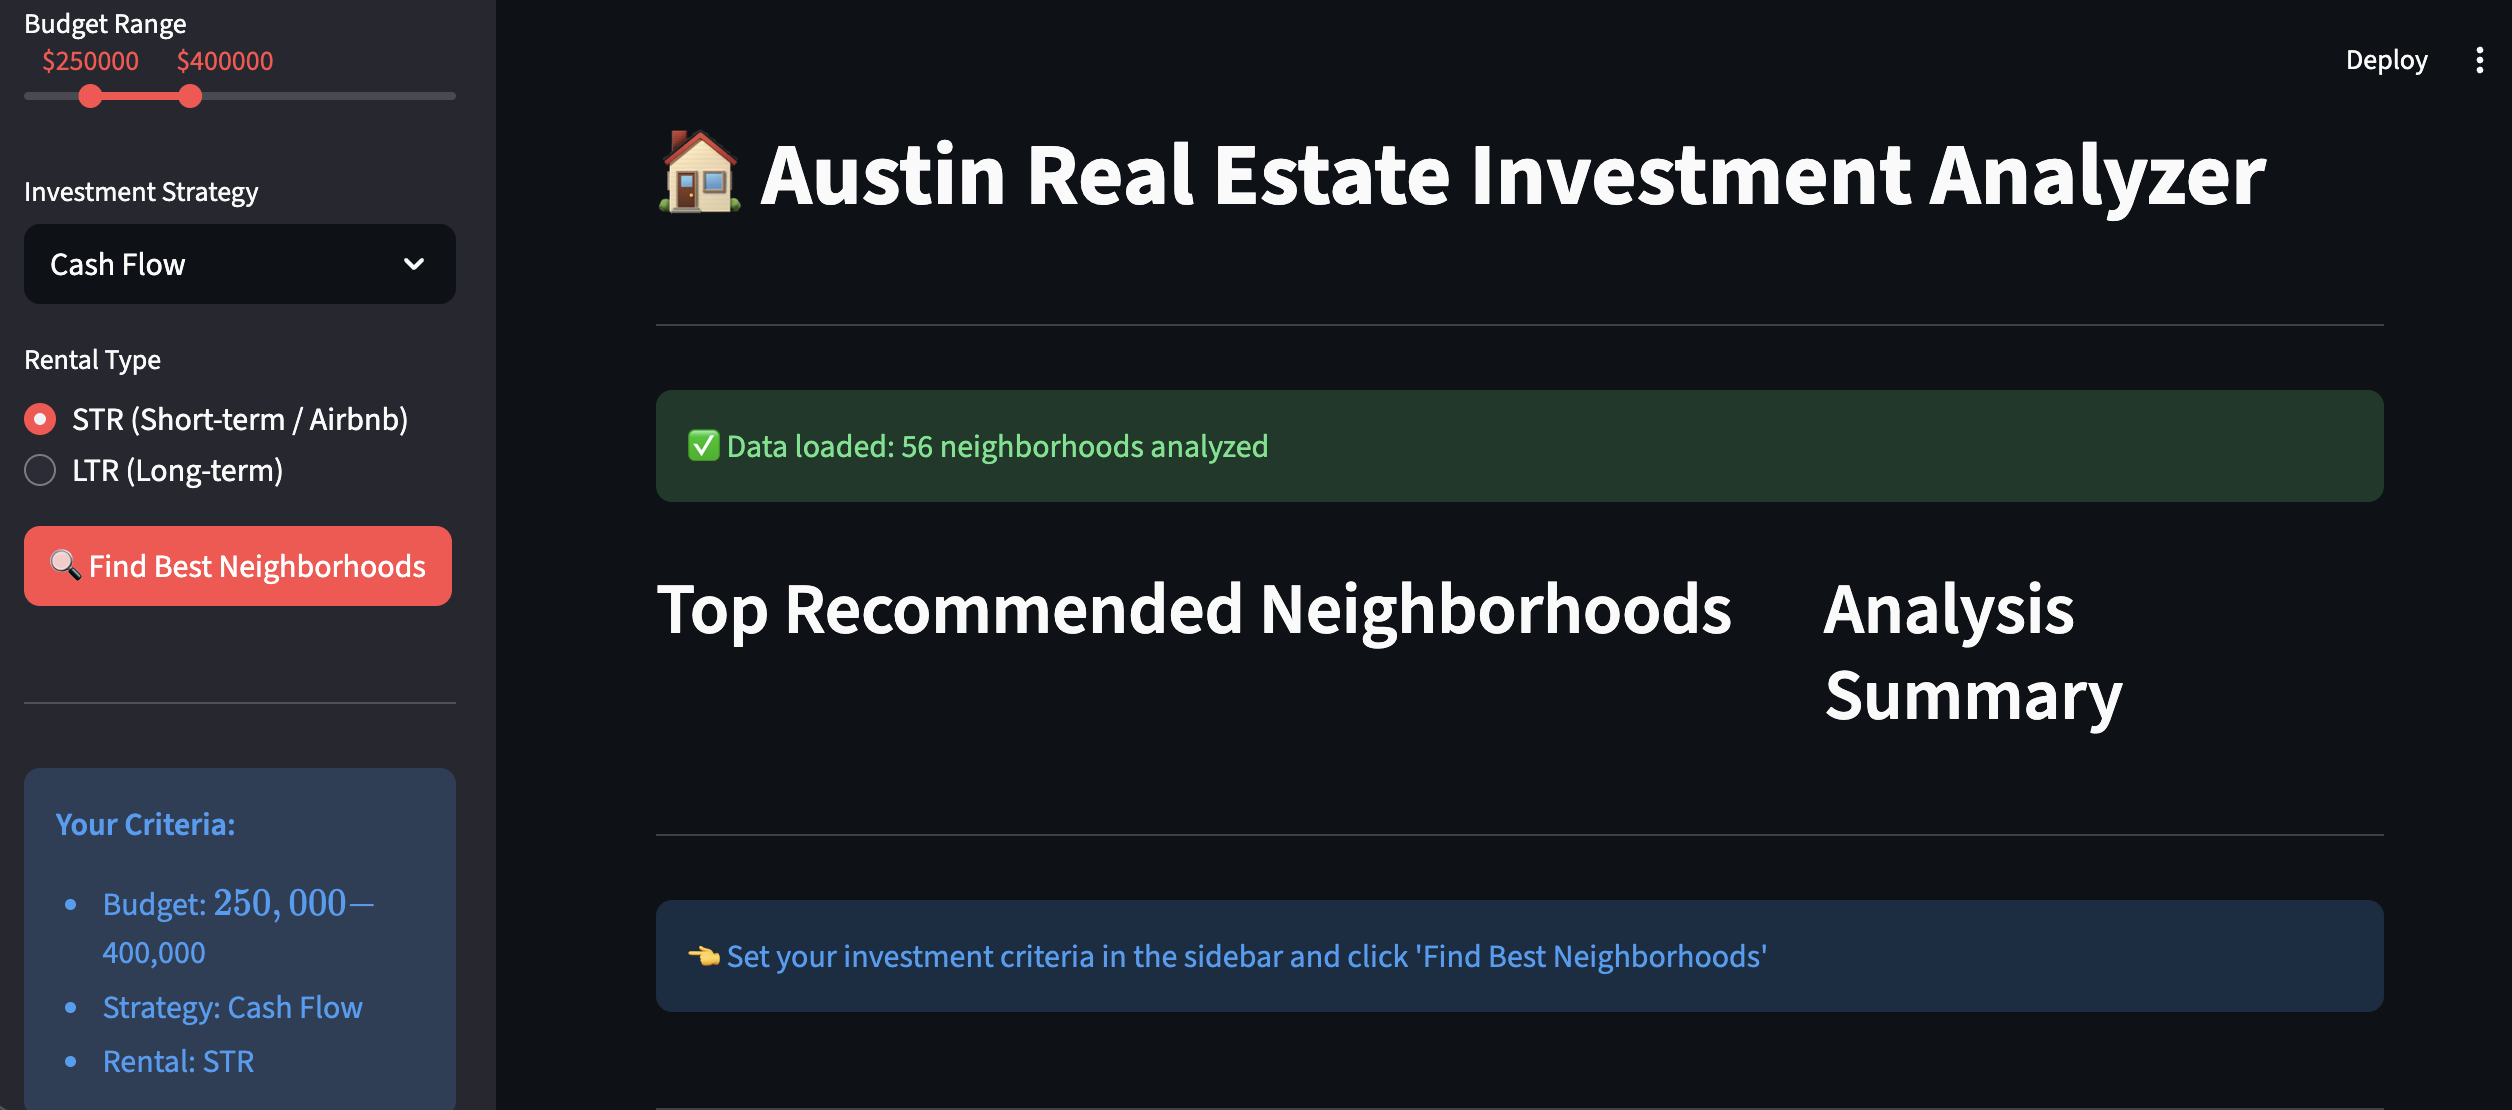 Budget Range
$250000 $400000
Investment Strategy
Cash Flow
Rental Type
STR (Short-term / Airbnb)
LTR (Long-term)
🔍 Find Best Neighborhoods
Your Criteria:
• Budget: 250,000—
400,000
• Strategy: Cash Flow
• Rental: STR
Deploy
🏠 Austin Real Estate Investment Analyzer
✅ Data loaded: 56 neighborhoods analyzed
Top Recommended Neighborhoods
Analysis
Summary
👈 Set your investment criteria in the sidebar and click 'Find Best Neighborhoods'